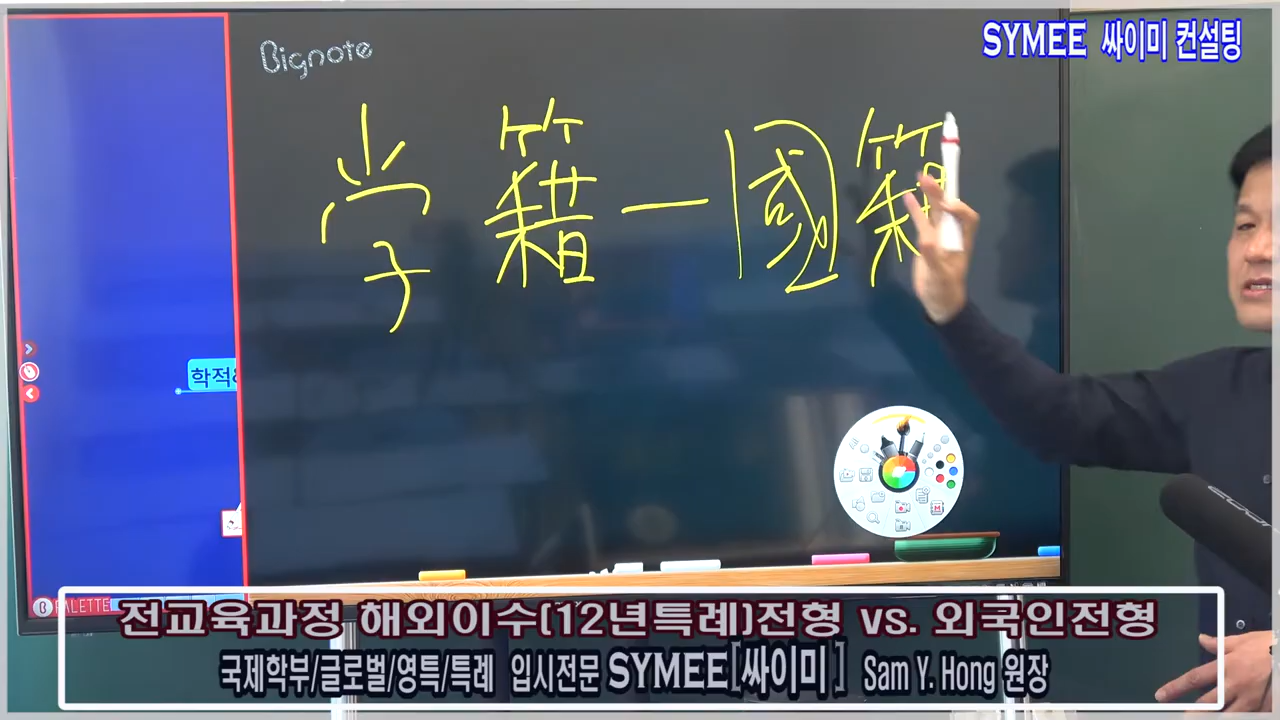 SYMEE 싸이미 컨설팅
Bignote
学 籍 一 國 籍
학적
PALETTE
전교육과정 해외이수(12년특례)전형 vs. 외국인전형
국제학부/글로벌/영특/특례 입시전문 SYMEE[싸이미] Sam Y. Hong 원장